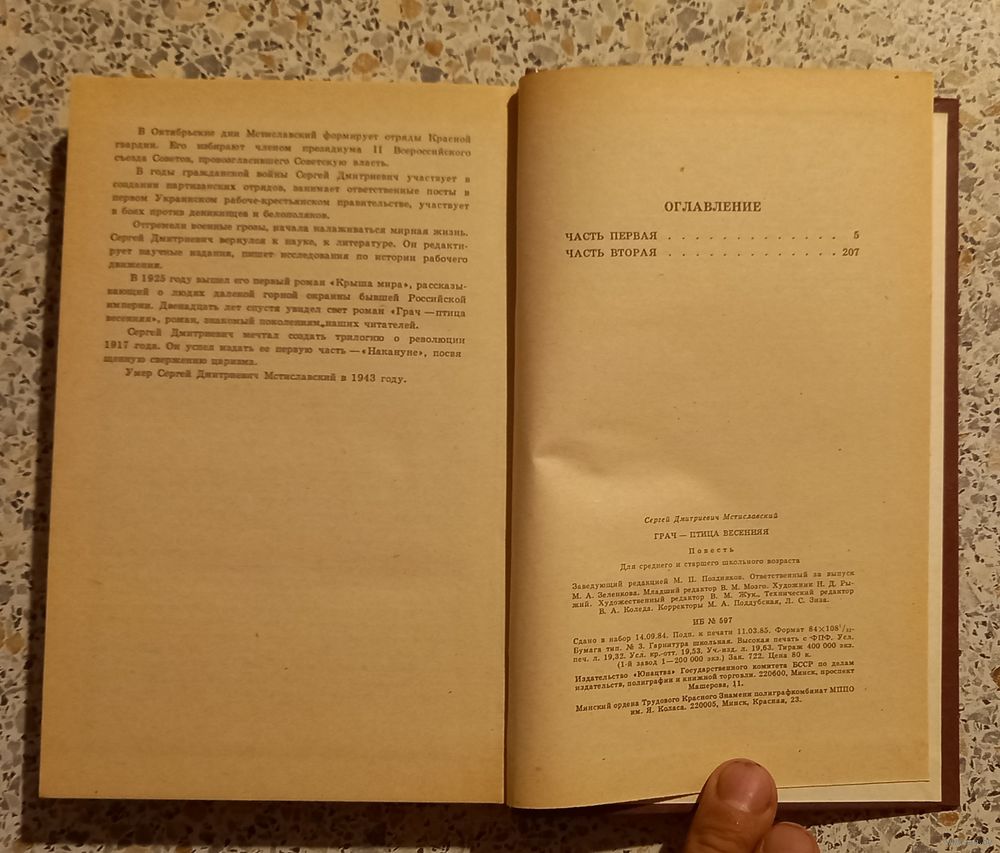 В Октябрьские дни Мстиславский формирует отряды Красной
гвардии. Его избирают членом президиума II Всероссийского
съезда Советов, провозгласившего Советскую власть.
В годы гражданской войны Сергей Дмитриевич участвует в
создании партизанских отрядов, занимает ответственные посты в
первом Украинском рабоче-крестьянском правительстве, участвует
в боях против деникинцев и белополяков.
Отгремели военные грозы, начала налаживаться мирная жизнь.
Сергей Дмитриевич вернулся к науке, к литературе. Он редакти-
рует научные издания, пишет исследования по истории рабочего
движения.
В 1925 году вышел его первый роман «Крыша мира», рассказы-
вающий о людях далекой горной окраины бывшей Российской
империи. Двенадцать лет спустя увидел свет роман «Грач — птица
весенняя», роман, знакомый поколениям наших читателей.
Сергей Дмитриевич мечтал создать трилогию о революции
1917 года. Он успел издать ее первую часть — «Накануне», посвя
щенную свержению царизма.
Умер Сергей Дмитриевич Мстиславский в 1943 году.
ОГЛАВЛЕНИЕ
ЧАСТЬ ПЕРВАЯ . . . . . . . . . . . . . . 5
ЧАСТЬ ВТОРАЯ . . . . . . . . . . . . . . 207
Сергей Дмитриевич Мстиславский
ГРАЧ — ПТИЦА ВЕСЕННЯЯ
Повесть
Для среднего и старшего школьного возраста
Заведующий редакцией М. П. Поздняков. Ответственный за выпуск
М. А. Зеленкова. Младший редактор В. М. Мозго. Художник Н. Д. Ры-
жий. Художественный редактор В. М. Жук. Технический редактор
В. А. Коледа. Корректоры М. А. Поддубская, Л. С. Энза.
ИБ № 597
Сдано в набор 14.09.84. Подп. к печати 11.03.85. Формат 84×108¹/₃₂.
Бумага тип. № 3. Гарнитура школьная. Высокая печать с ФПФ. Усл.
печ. л. 19,32. Усл. кр.-отт. 19,53. Уч.-изд. л. 19,63. Тираж 400 000 экз.
(1-й завод 1—200 000 экз.) Зак. 722. Цена 80 к.
Издательство «Юнацтва» Государственного комитета БССР по делам
издательств, полиграфии и книжной торговли. 220600, Минск, проспект
Машерова, 11.
Минский ордена Трудового Красного Знамени полиграфкомбинат МППО
им. Я. Коласа. 220005, Минск, Красная, 23.